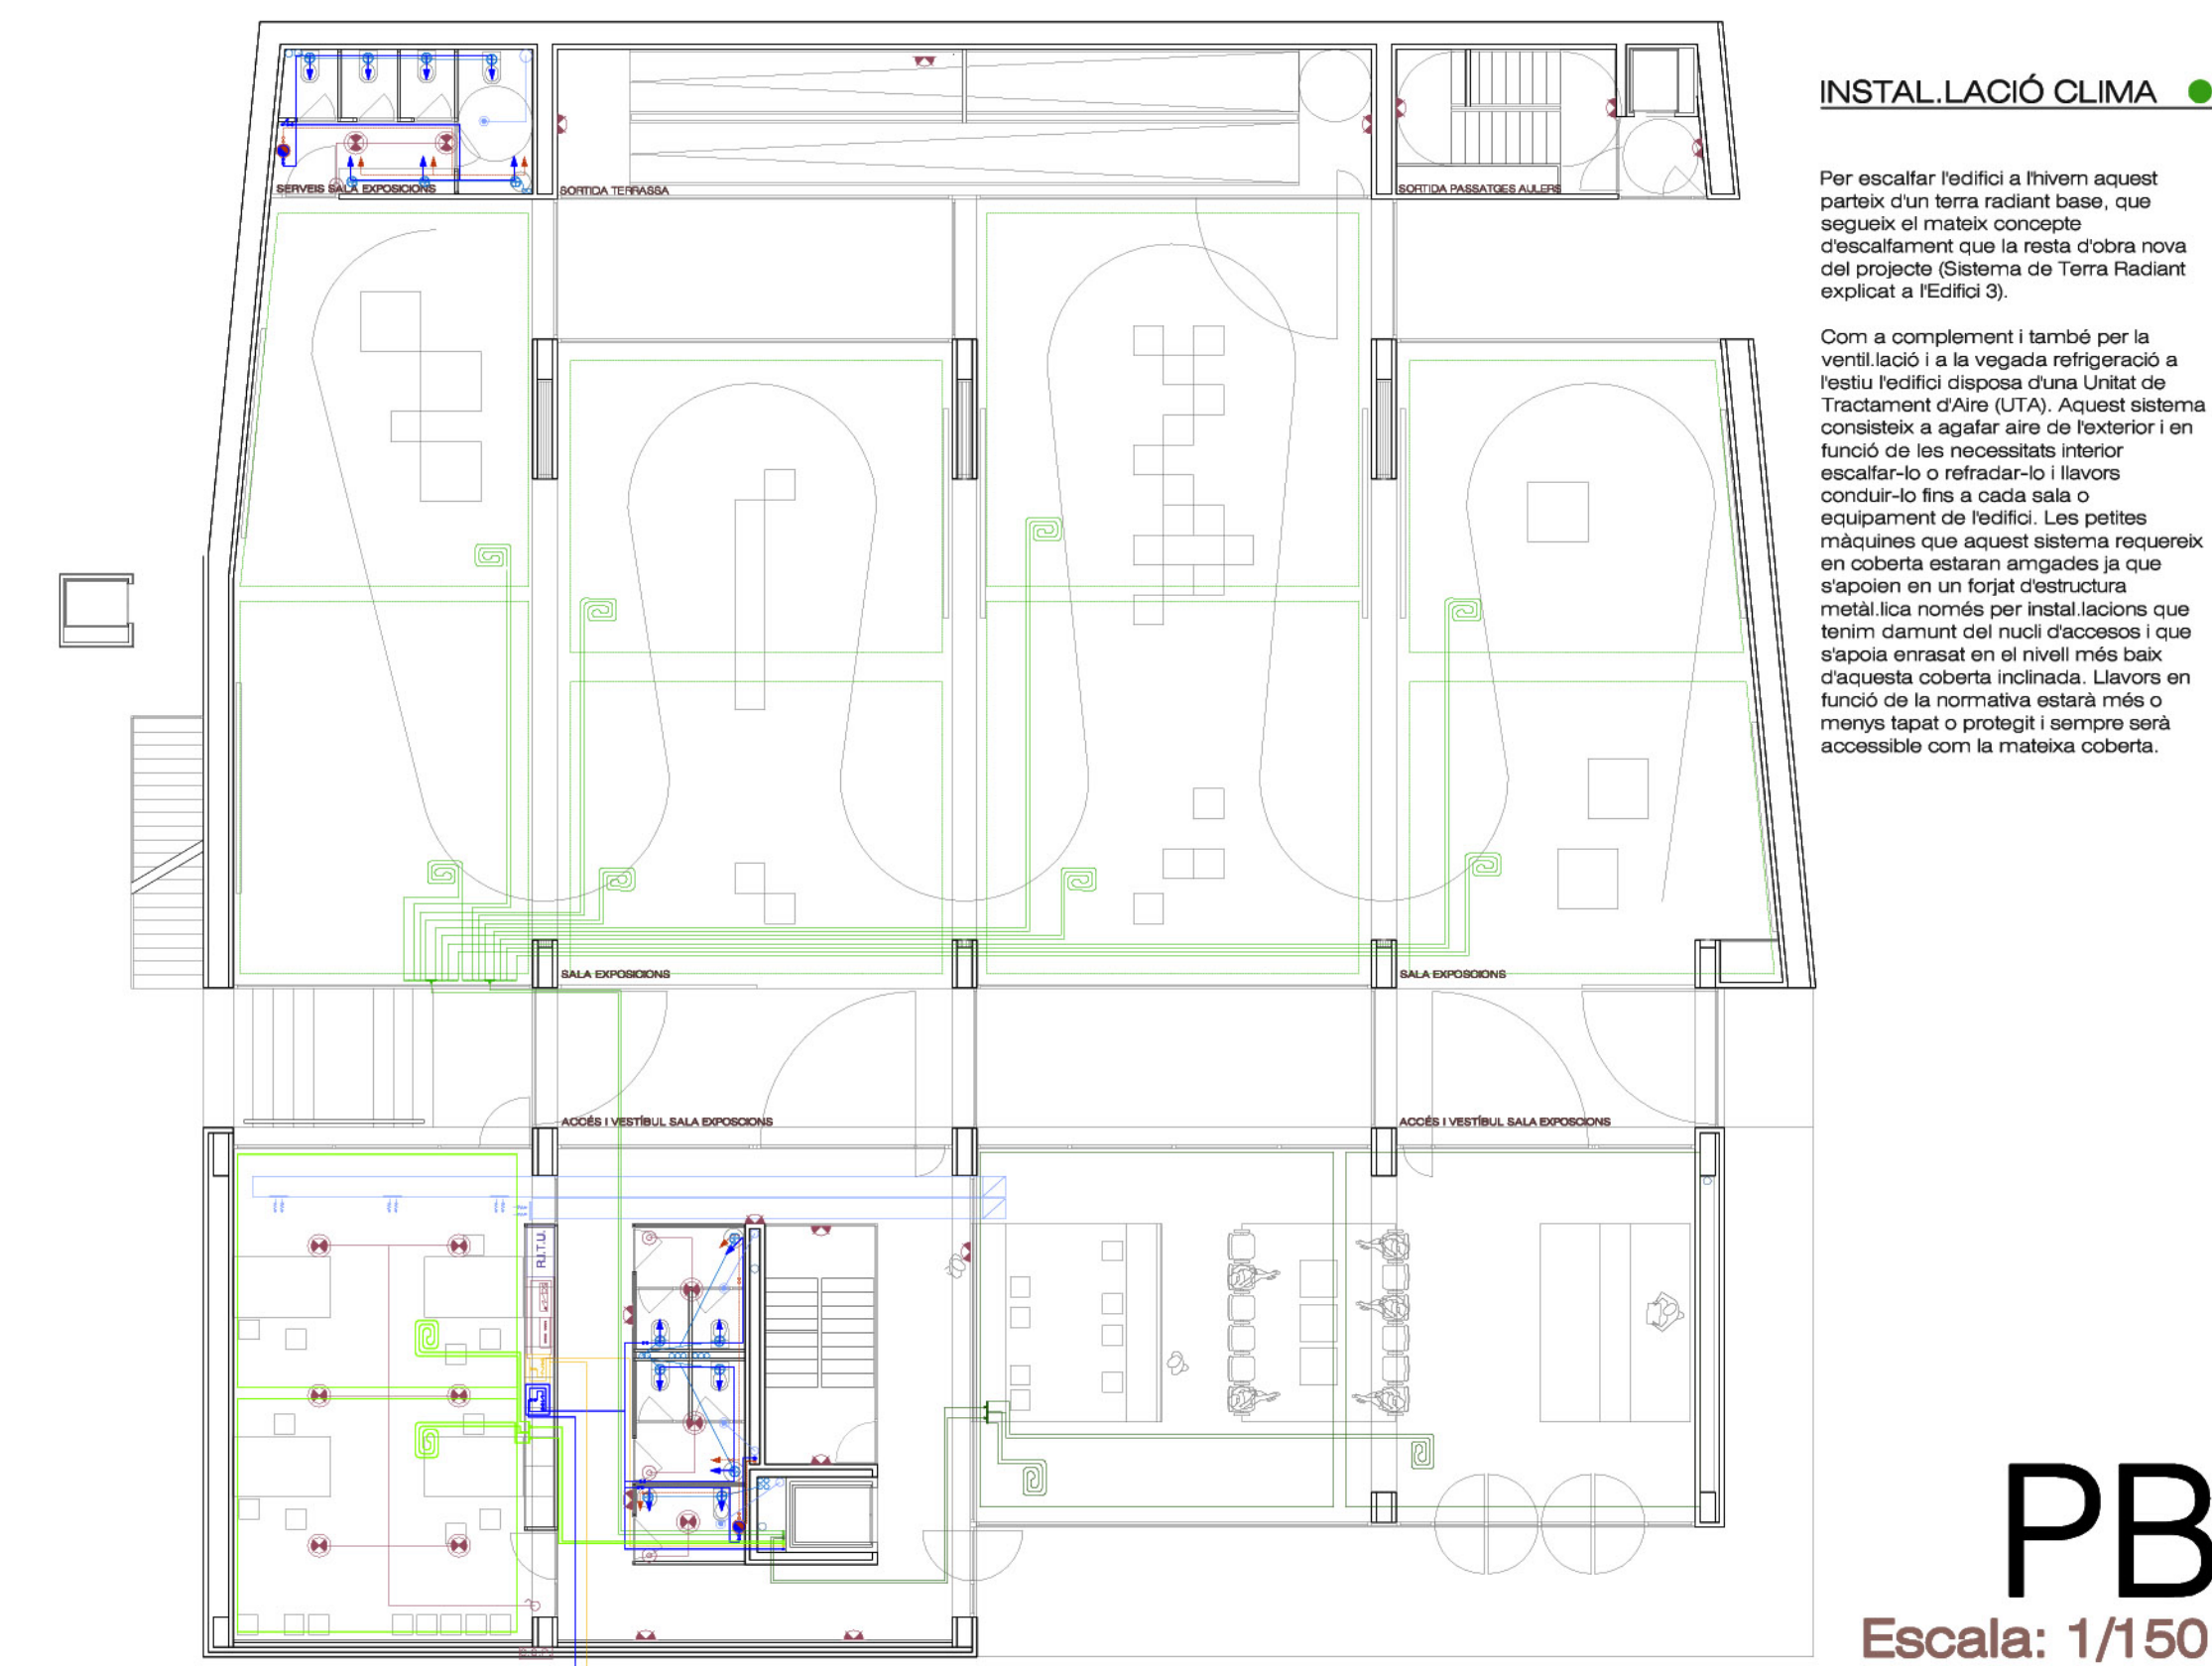 INSTAL.LACIÓ CLIMA
Per escalfar l'edifici a l'hivern aquest
parteix d'un terra radiant base, que
segueix el mateix concepte
d'escalfament que la resta d'obra nova
del projecte (Sistema de Terra Radiant
explicat a l'Edifici 3).
Com a complement i també per la
ventil.lació i a la vegada refrigeració a
l'estiu l'edifici disposa d'una Unitat de
Tractament d'Aire (UTA). Aquest sistema
consisteix a agafar aire de l'exterior i en
funció de les necessitats interior
escalfar-lo o refradar-lo i llavors
conduir-lo fins a cada sala o
equipament de l'edifici. Les petites
màquines que aquest sistema requereix
en coberta estaran amgades ja que
s'apoien en un forjat d'estructura
metàl.lica només per instal.lacions que
tenim damunt del nucli d'accesos i que
s'apoia enrasat en el nivell més baix
d'aquesta coberta inclinada. Llavors en
funció de la normativa estarà més o
menys tapat o protegit i sempre serà
accessible com la mateixa coberta.
SERVEIS SALA EXPOSICIONS
SORTIDA TERRASSA
SORTIDA PASSATGES AULERS
SALA EXPOSICIONS
SALA EXPOSCIONS
ACCÉS I VESTÍBUL SALA EXPOSCIONS
ACCÉS I VESTÍBUL SALA EXPOSCIONS
R.I.T.U.
PB
Escala: 1/150